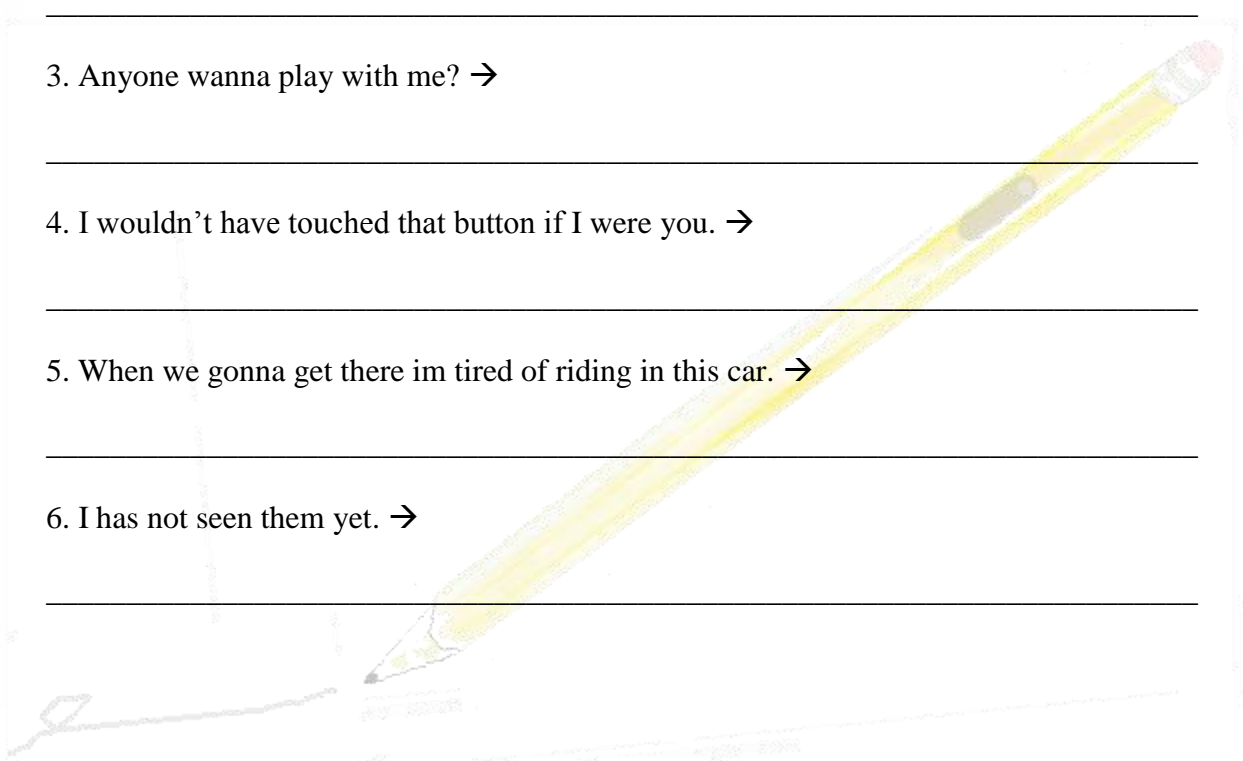 3. Anyone wanna play with me? →
4. I wouldn’t have touched that button if I were you. →
5. When we gonna get there im tired of riding in this car. →
6. I has not seen them yet. →